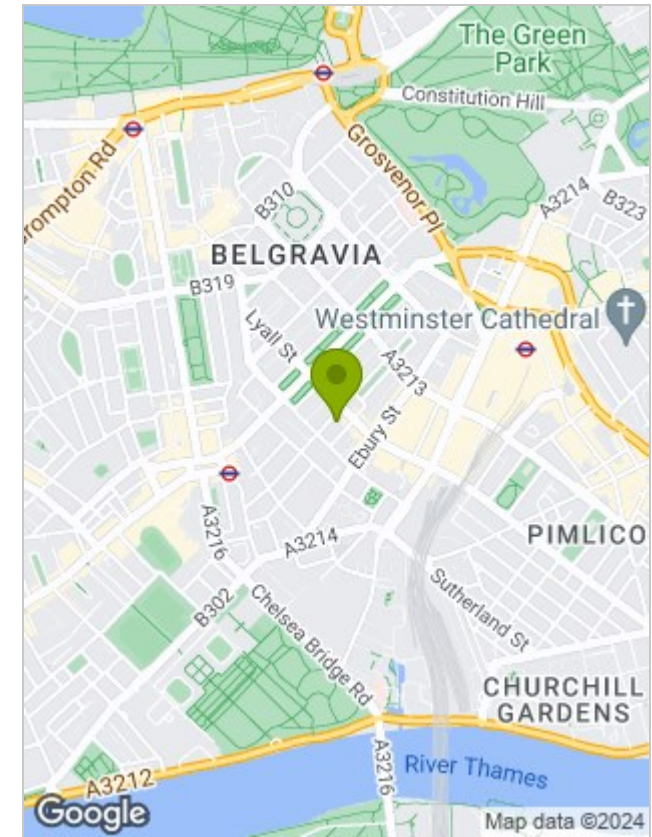 The Green
Park
Constitution Hill
Grosvenor Pl
rompton Rd
A3214
B323
B310
BELGRAVIA
B319
Westminster Cathedral
Lyall St
A3213
Ebury St
PIMLICO
A3214
A3216
B302
Sutherland St
Chelsea Bridge Rd
CHURCHILL
GARDENS
A3212
A3216
River Thames
Google
Map data ©2024